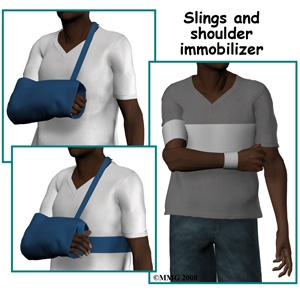 Slings and
shoulder
immobilizer
©MMG 2008